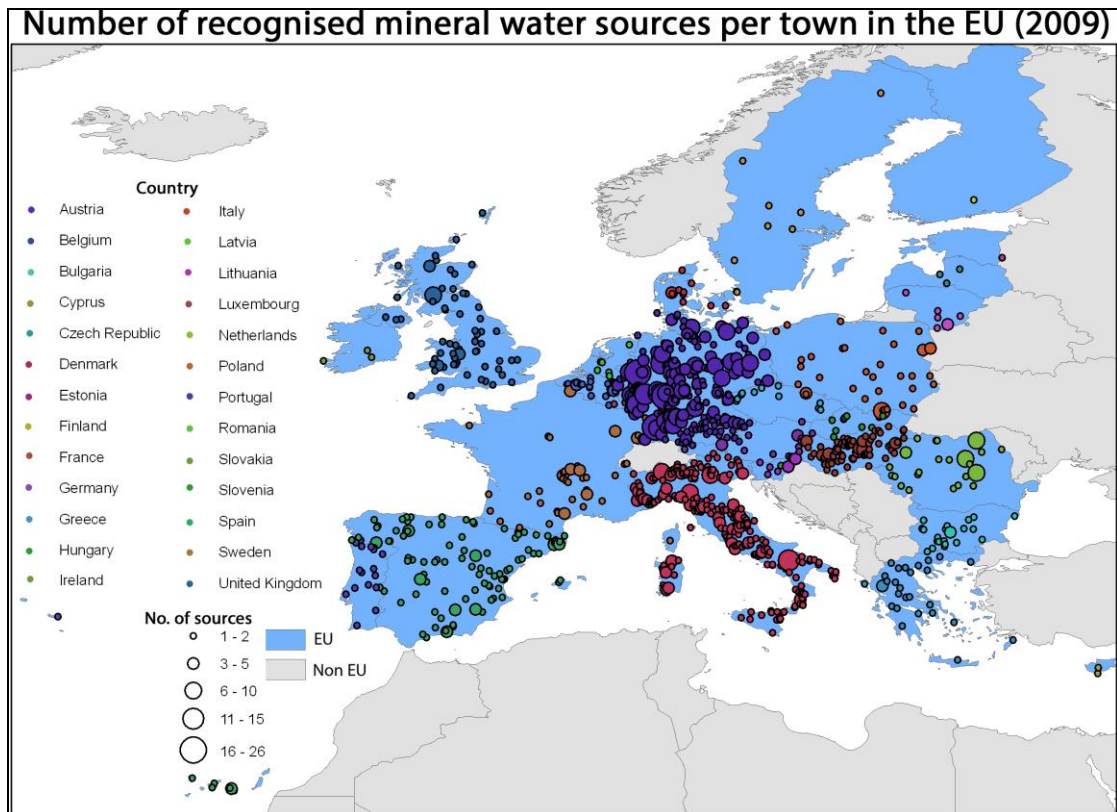 Number of recognised mineral water sources per town in the EU (2009)
Country
Austria
Belgium
Bulgaria
Cyprus
Czech Republic
Denmark
Estonia
Finland
France
Germany
Greece
Hungary
Ireland
Italy
Latvia
Lithuania
Luxembourg
Netherlands
Poland
Portugal
Romania
Slovakia
Slovenia
Spain
Sweden
United Kingdom
No. of sources
1 - 2
3 - 5
6 - 10
11 - 15
16 - 26
EU
Non EU